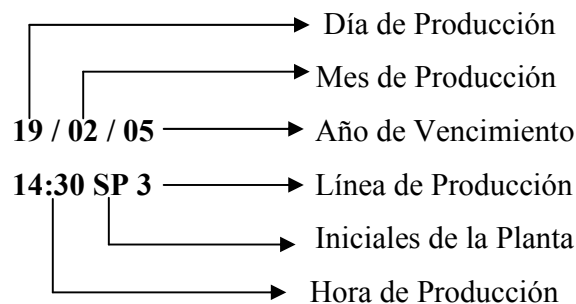 Día de Producción
Mes de Producción
19 / 02 / 05 Año de Vencimiento
14:30 SP 3 Línea de Producción
Iniciales de la Planta
Hora de Producción